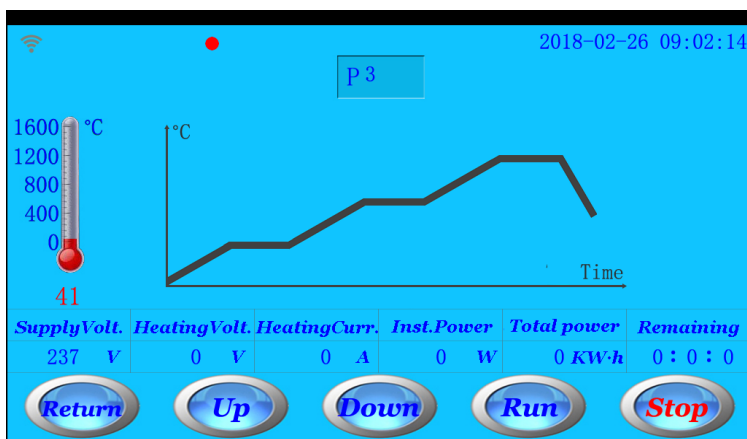 2018-02-26 09:02:14
P 3
1600 °C
1200
800
400
0
41
°C
Time
SupplyVolt. HeatingVolt. HeatingCurr. Inst.Power Total power Remaining
237 V 0 V 0 A 0 W 0 KW·h 0:0:0
Return Up Down Run Stop